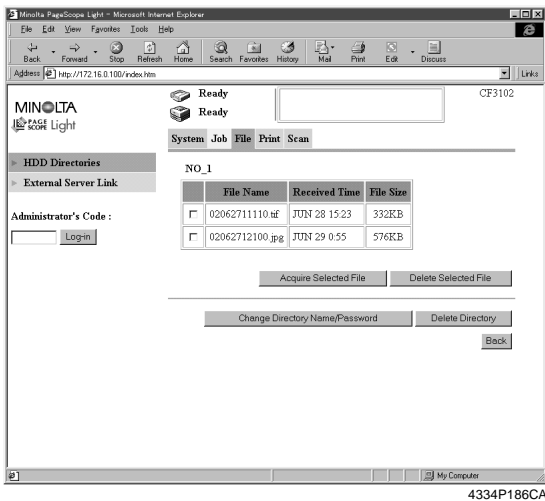 Minolta PageScope Light - Microsoft Internet Explorer
File Edit View Favorites Tools Help
Back Forward Stop Refresh Home Search Favorites History Mail Print Edit Discuss
Address http://172.16.0.100/index.htm Links
MINOLTA
PAGE SCOPE Light
Ready
Ready
CF3102
System Job File Print Scan
HDD Directories
External Server Link
Administrator's Code :
Log-in
NO_1
File Name Received Time File Size
02062711110.tif JUN 28 15:23 332KB
02062712100.jpg JUN 29 0:55 576KB
Acquire Selected File Delete Selected File
Change Directory Name/Password Delete Directory
Back
My Computer
4334P186CA